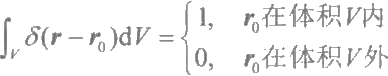 ∫_V δ(r − r₀)dV = { 1, r₀在体积V内
0, r₀在体积V外